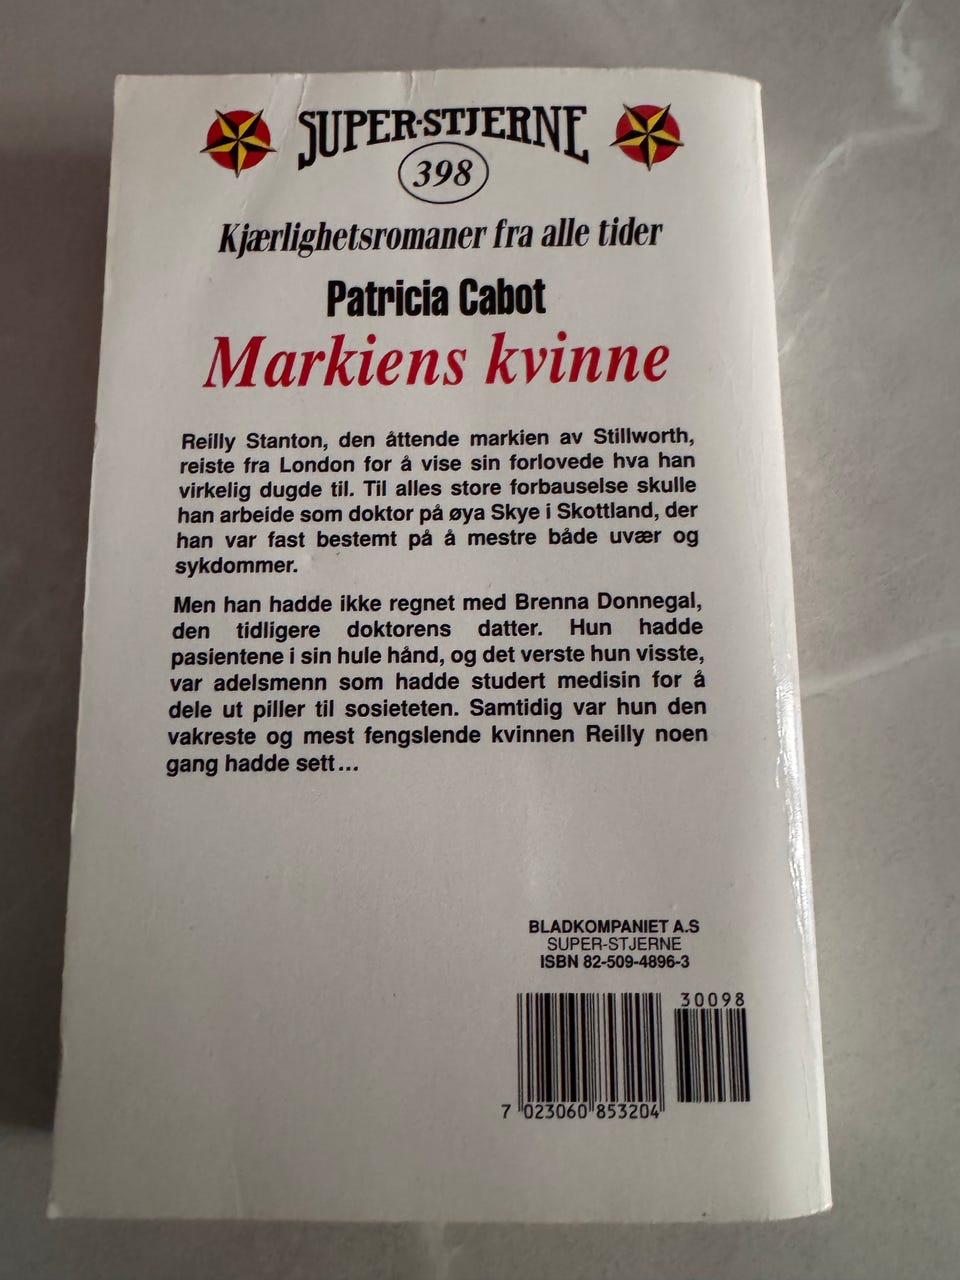 SUPER-STJERNE
398
Kjærlighetsromaner fra alle tider
Patricia Cabot
Markiens kvinne
Reilly Stanton, den åttende markien av Stillworth,
reiste fra London for å vise sin forlovede hva han
virkelig dugde til. Til alles store forbauselse skulle
han arbeide som doktor på øya Skye i Skottland, der
han var fast bestemt på å mestre både uvær og
sykdommer.
Men han hadde ikke regnet med Brenna Donnegal,
den tidligere doktorens datter. Hun hadde
pasientene i sin hule hånd, og det verste hun visste,
var adelsmenn som hadde studert medisin for å
dele ut piller til sosieteten. Samtidig var hun den
vakreste og mest fengslende kvinnen Reilly noen
gang hadde sett...
BLADKOMPANIET A.S
SUPER-STJERNE
ISBN 82-509-4896-3
30098
7 023060 853204